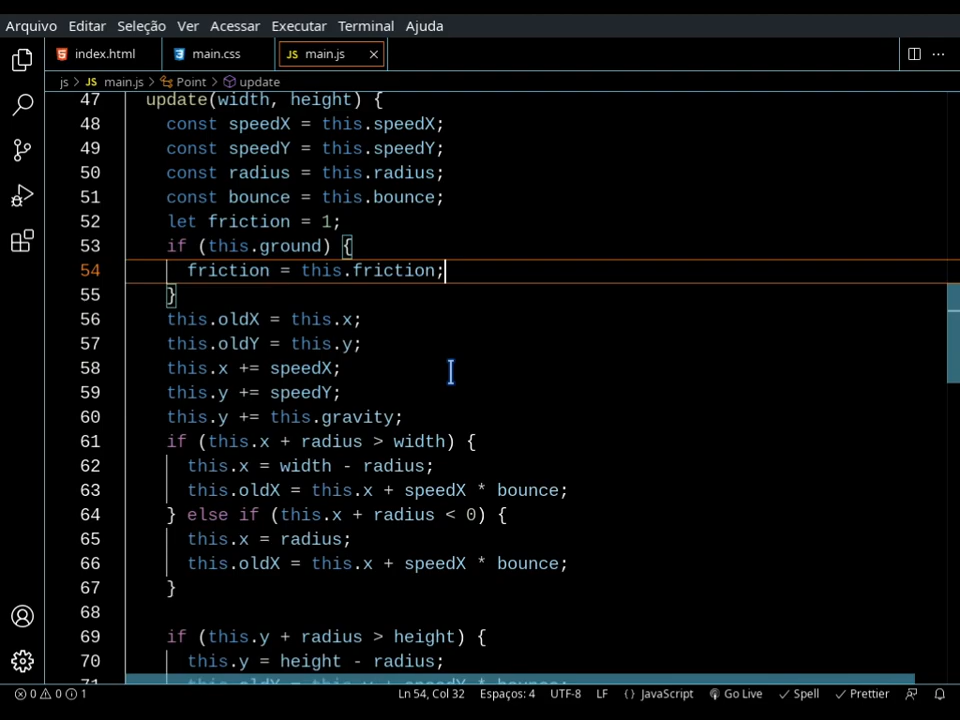 Arquivo Editar Seleção Ver Acessar Executar Terminal Ajuda
index.html JS main.js main.css
js > JS main.js > Point > update
47 update(width, height) {
48 const speedX = this.speedX;
49 const speedY = this.speedY;
50 const radius = this.radius;
51 const bounce = this.bounce;
52 let friction = 1;
53 if (this.ground) {
54 friction = this.friction;
55 }
56 this.oldX = this.x;
57 this.oldY = this.y;
58 this.x += speedX;
59 this.y += speedY;
60 this.y += this.gravity;
61 if (this.x + radius > width) {
62 this.x = width - radius;
63 this.oldX = this.x + speedX * bounce;
64 } else if (this.x + radius < 0) {
65 this.x = radius;
66 this.oldX = this.x + speedX * bounce;
67 }
68
69 if (this.y + radius > height) {
70 this.y = height - radius;
0 0 1 Ln 54, Col 32 Espaços: 4 UTF-8 LF {} JavaScript Go Live Spell Prettier